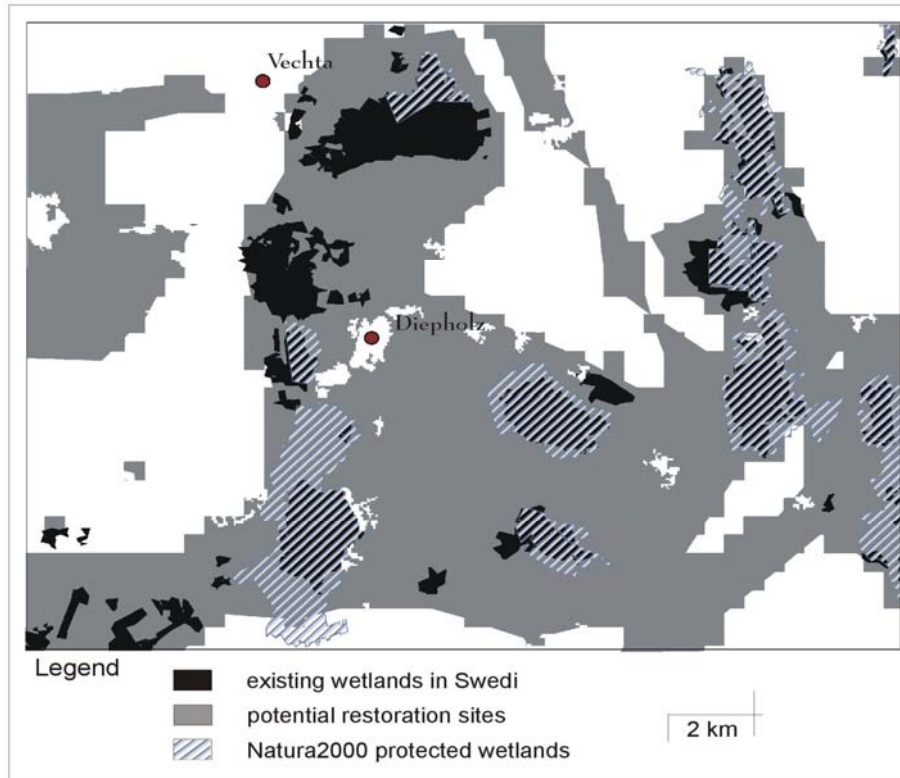 Vechta
Diepholz
Legend
existing wetlands in Swedi
potential restoration sites
Natura2000 protected wetlands
2 km